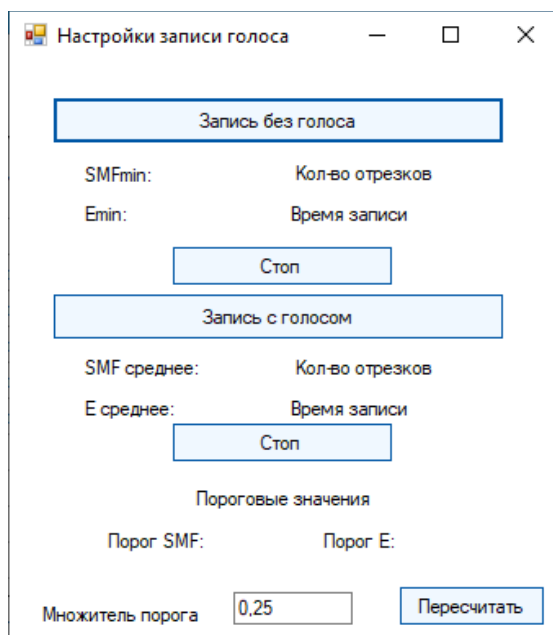 Настройки записи голоса
Запись без голоса
SMFmin: Кол-во отрезков
Emin: Время записи
Стоп
Запись с голосом
SMF среднее: Кол-во отрезков
E среднее: Время записи
Стоп
Пороговые значения
Порог SMF: Порог E:
Множитель порога 0,25 Пересчитать